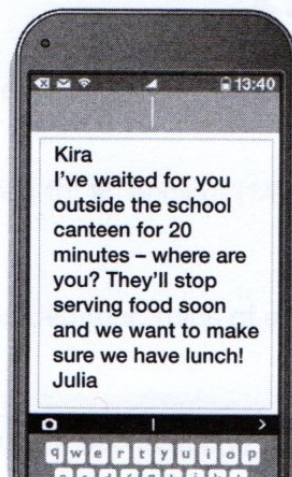 13:40
Kira
I've waited for you
outside the school
canteen for 20
minutes – where are
you? They'll stop
serving food soon
and we want to make
sure we have lunch!
Julia
q w e r t y u i o p